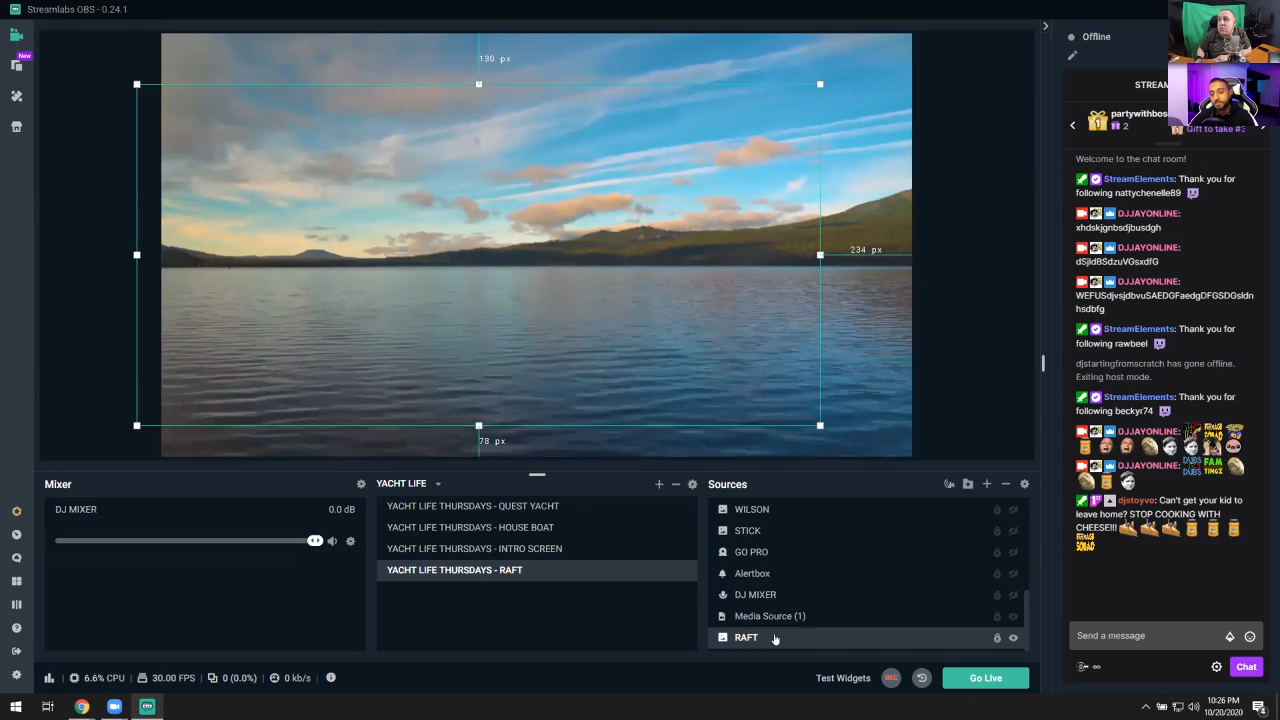 Streamlabs OBS - 0.24.1
New
130 px
234 px
78 px
Offline
STREAM
partywithbos
2
Gift to take #
Welcome to the chat room!
StreamElements: Thank you for
following nattychenelle89
DJJAYONLINE:
xhdskjgnbsdjbusdgh
DJJAYONLINE:
dSjldBSdzuVGsxdfG
DJJAYONLINE:
WEFUSdjvsjdbvuSAEDGFaedgDFGSDGsldn
hsdbfg
StreamElements: Thank you for
following rawbeel
djstartingfromscratch has gone offline.
Exiting host mode.
StreamElements: Thank you for
following beckyr74
DJJAYONLINE:
DJJAYONLINE:
DUBS FAM TINGZ
djstoyvo: Can't get your kid to
leave home? STOP COOKING WITH
CHEESE!!!
Send a message
Chat
Mixer
DJ MIXER
0.0 dB
YACHT LIFE
YACHT LIFE THURSDAYS - QUEST YACHT
YACHT LIFE THURSDAYS - HOUSE BOAT
YACHT LIFE THURSDAYS - INTRO SCREEN
YACHT LIFE THURSDAYS - RAFT
Sources
WILSON
STICK
GO PRO
Alertbox
DJ MIXER
Media Source (1)
RAFT
6.6% CPU
30.00 FPS
0 (0.0%)
0 kb/s
Test Widgets
REC
Go Live
10:26 PM
10/20/2020
4